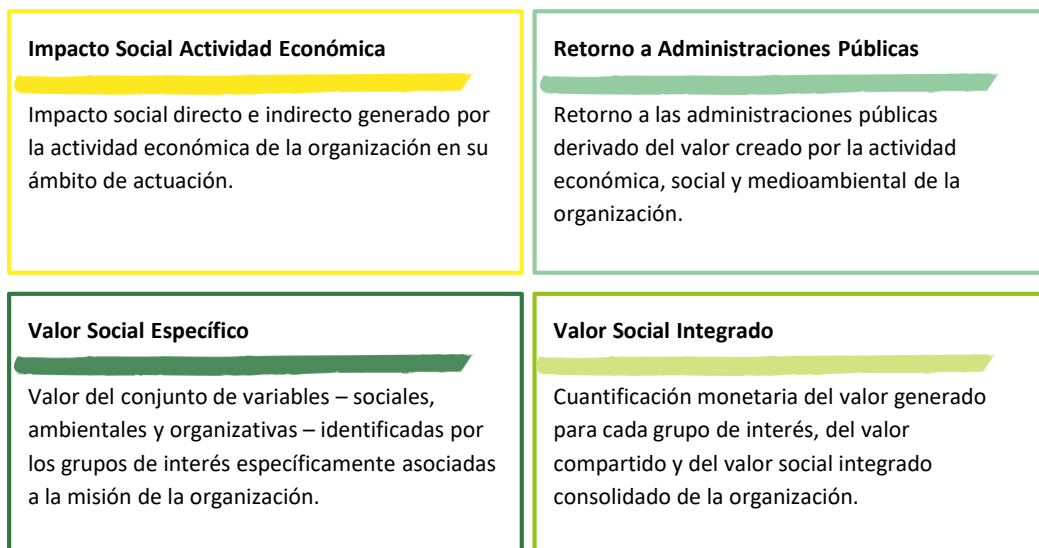 Impacto Social Actividad Económica
Impacto social directo e indirecto generado por
la actividad económica de la organización en su
ámbito de actuación.
Retorno a Administraciones Públicas
Retorno a las administraciones públicas
derivado del valor creado por la actividad
económica, social y medioambiental de la
organización.
Valor Social Específico
Valor del conjunto de variables – sociales,
ambientales y organizativas – identificadas por
los grupos de interés específicamente asociadas
a la misión de la organización.
Valor Social Integrado
Cuantificación monetaria del valor generado
para cada grupo de interés, del valor
compartido y del valor social integrado
consolidado de la organización.